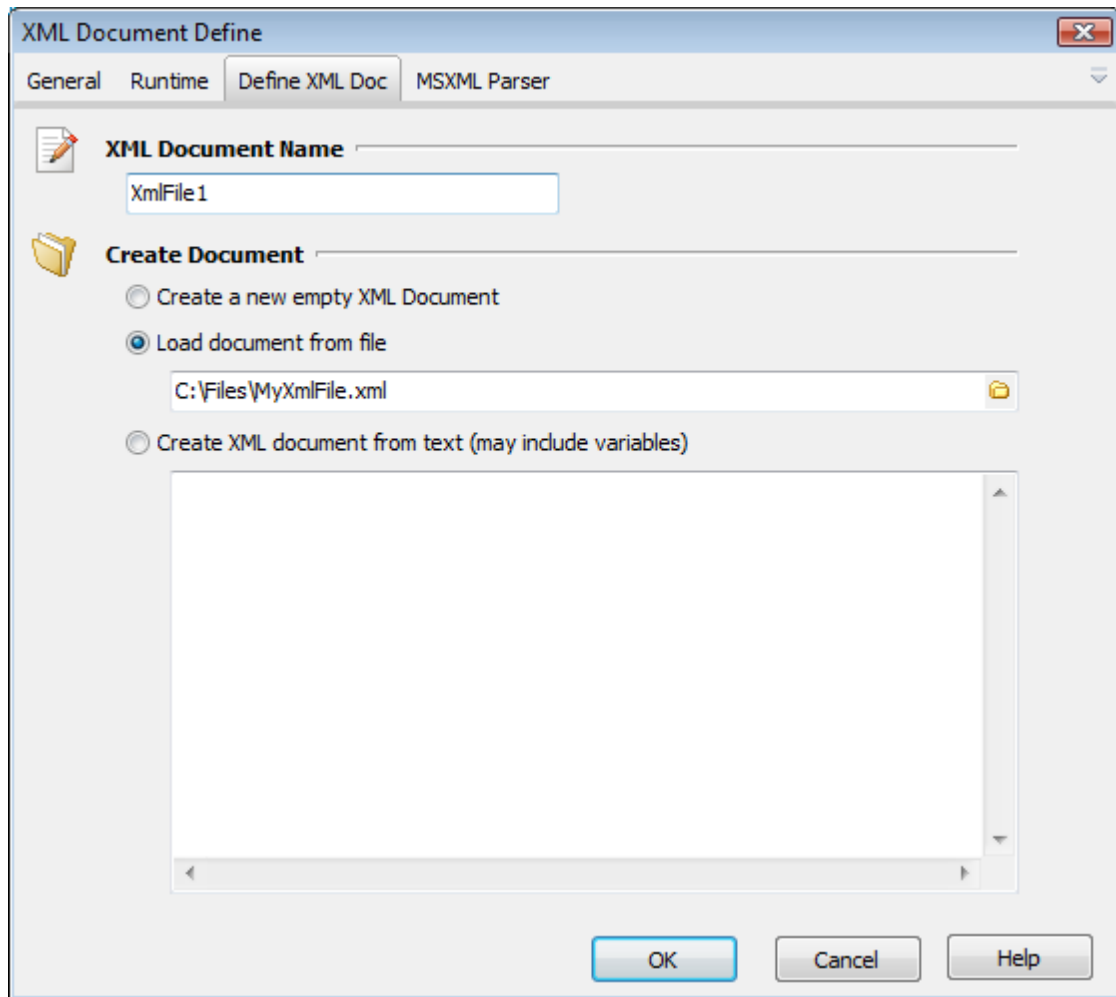 XML Document Define
General Runtime Define XML Doc MSXML Parser
XML Document Name
XmlFile1
Create Document
Create a new empty XML Document
Load document from file
C:\Files\MyXmlFile.xml
Create XML document from text (may include variables)
OK Cancel Help